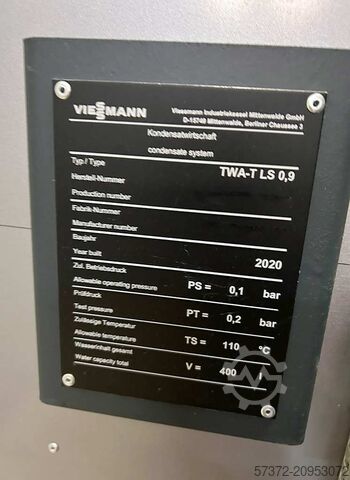 VIESMANN
Viessmann Industriekessel Mittenwalde GmbH
D-15749 Mittenwalde, Berliner Chaussee 3
Kondensatwirtschaft
condensate system
Typ / Type TWA-T LS 0,9
Herstell-Nummer
Production number
Fabrik-Nummer
Manufacturer number
Baujahr
Year built 2020
Zul. Betriebsdruck
Allowable operating pressure PS = 0,1 bar
Prüfdruck
Test pressure PT = 0,2 bar
Zulässige Temperatur
Allowable temperature TS = 110 °C
Wasserinhalt gesamt
Water capacity total V = 400 l
57372-20953072